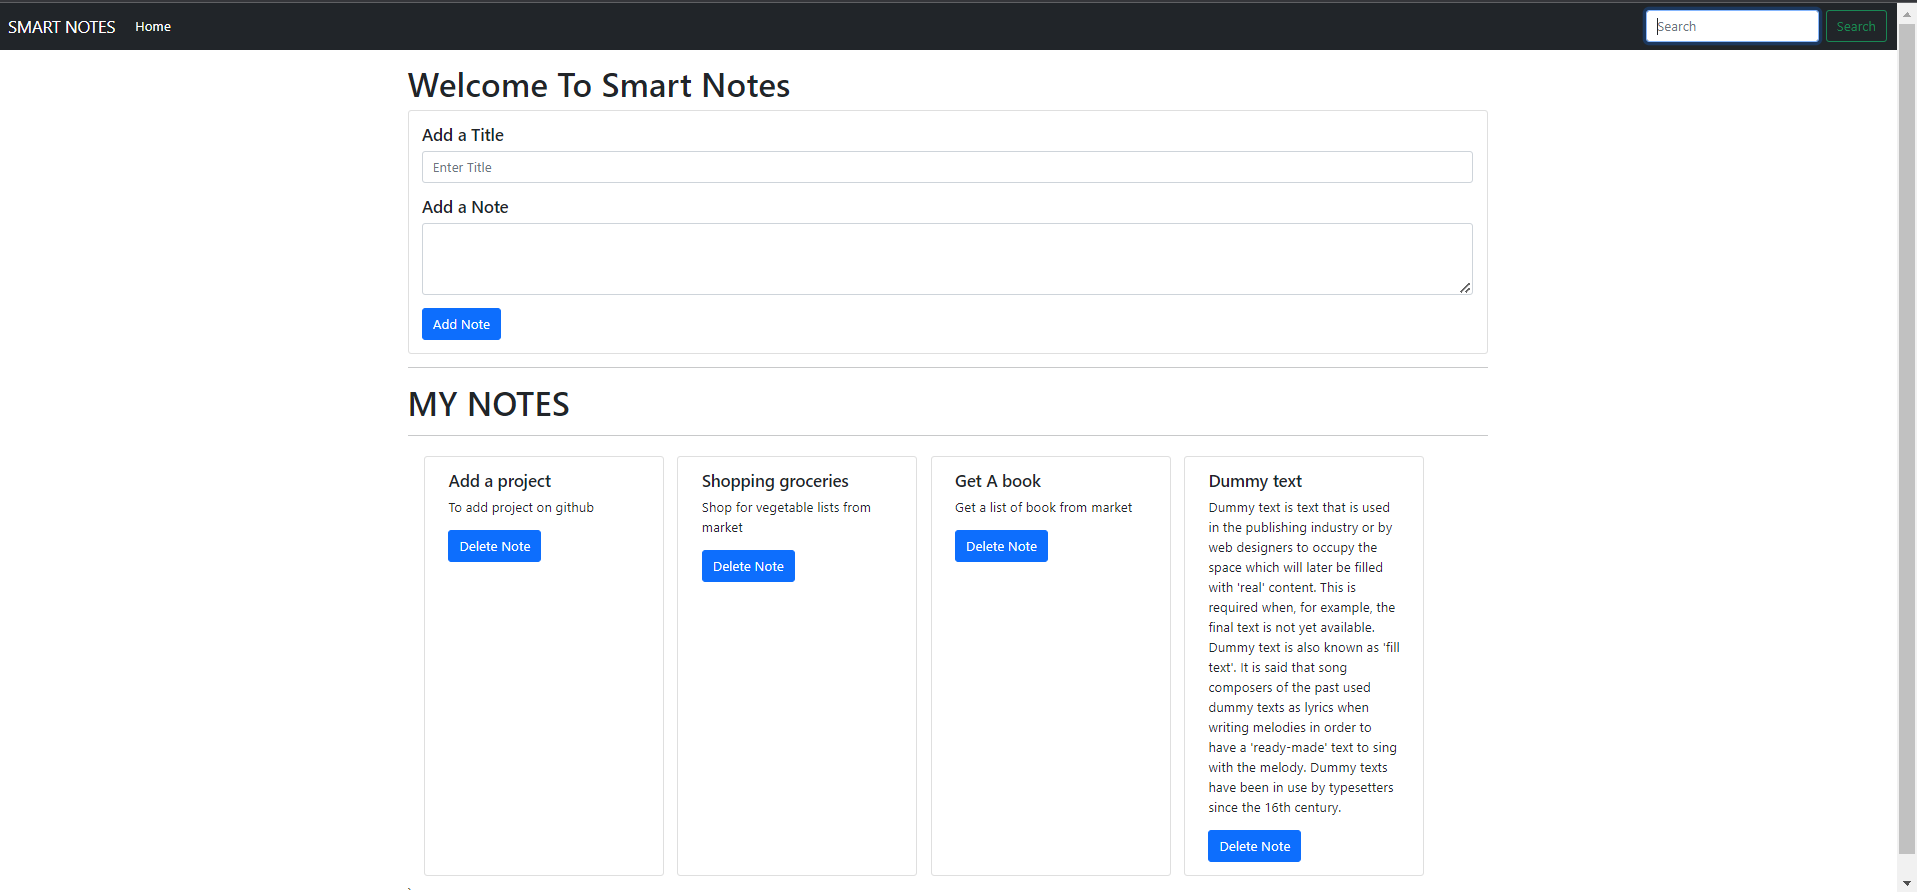 SMART NOTES Home Search Search
Welcome To Smart Notes
Add a Title
Enter Title
Add a Note
Add Note
MY NOTES
Add a project
To add project on github
Delete Note
Shopping groceries
Shop for vegetable lists from
market
Delete Note
Get A book
Get a list of book from market
Delete Note
Dummy text
Dummy text is text that is used
in the publishing industry or by
web designers to occupy the
space which will later be filled
with 'real' content. This is
required when, for example, the
final text is not yet available.
Dummy text is also known as 'fill
text'. It is said that song
composers of the past used
dummy texts as lyrics when
writing melodies in order to
have a 'ready-made' text to sing
with the melody. Dummy texts
have been in use by typesetters
since the 16th century.
Delete Note
`